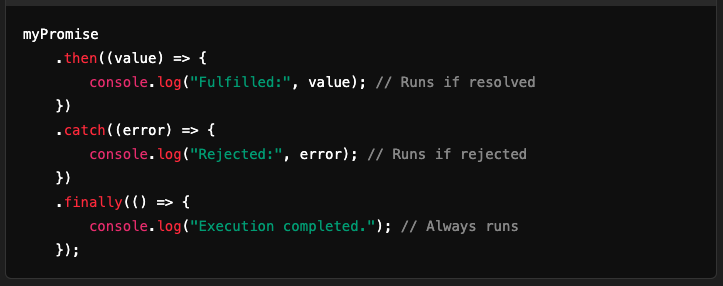 myPromise
    .then((value) => {
        console.log("Fulfilled:", value); // Runs if resolved
    })
    .catch((error) => {
        console.log("Rejected:", error); // Runs if rejected
    })
    .finally(() => {
        console.log("Execution completed."); // Always runs
    });